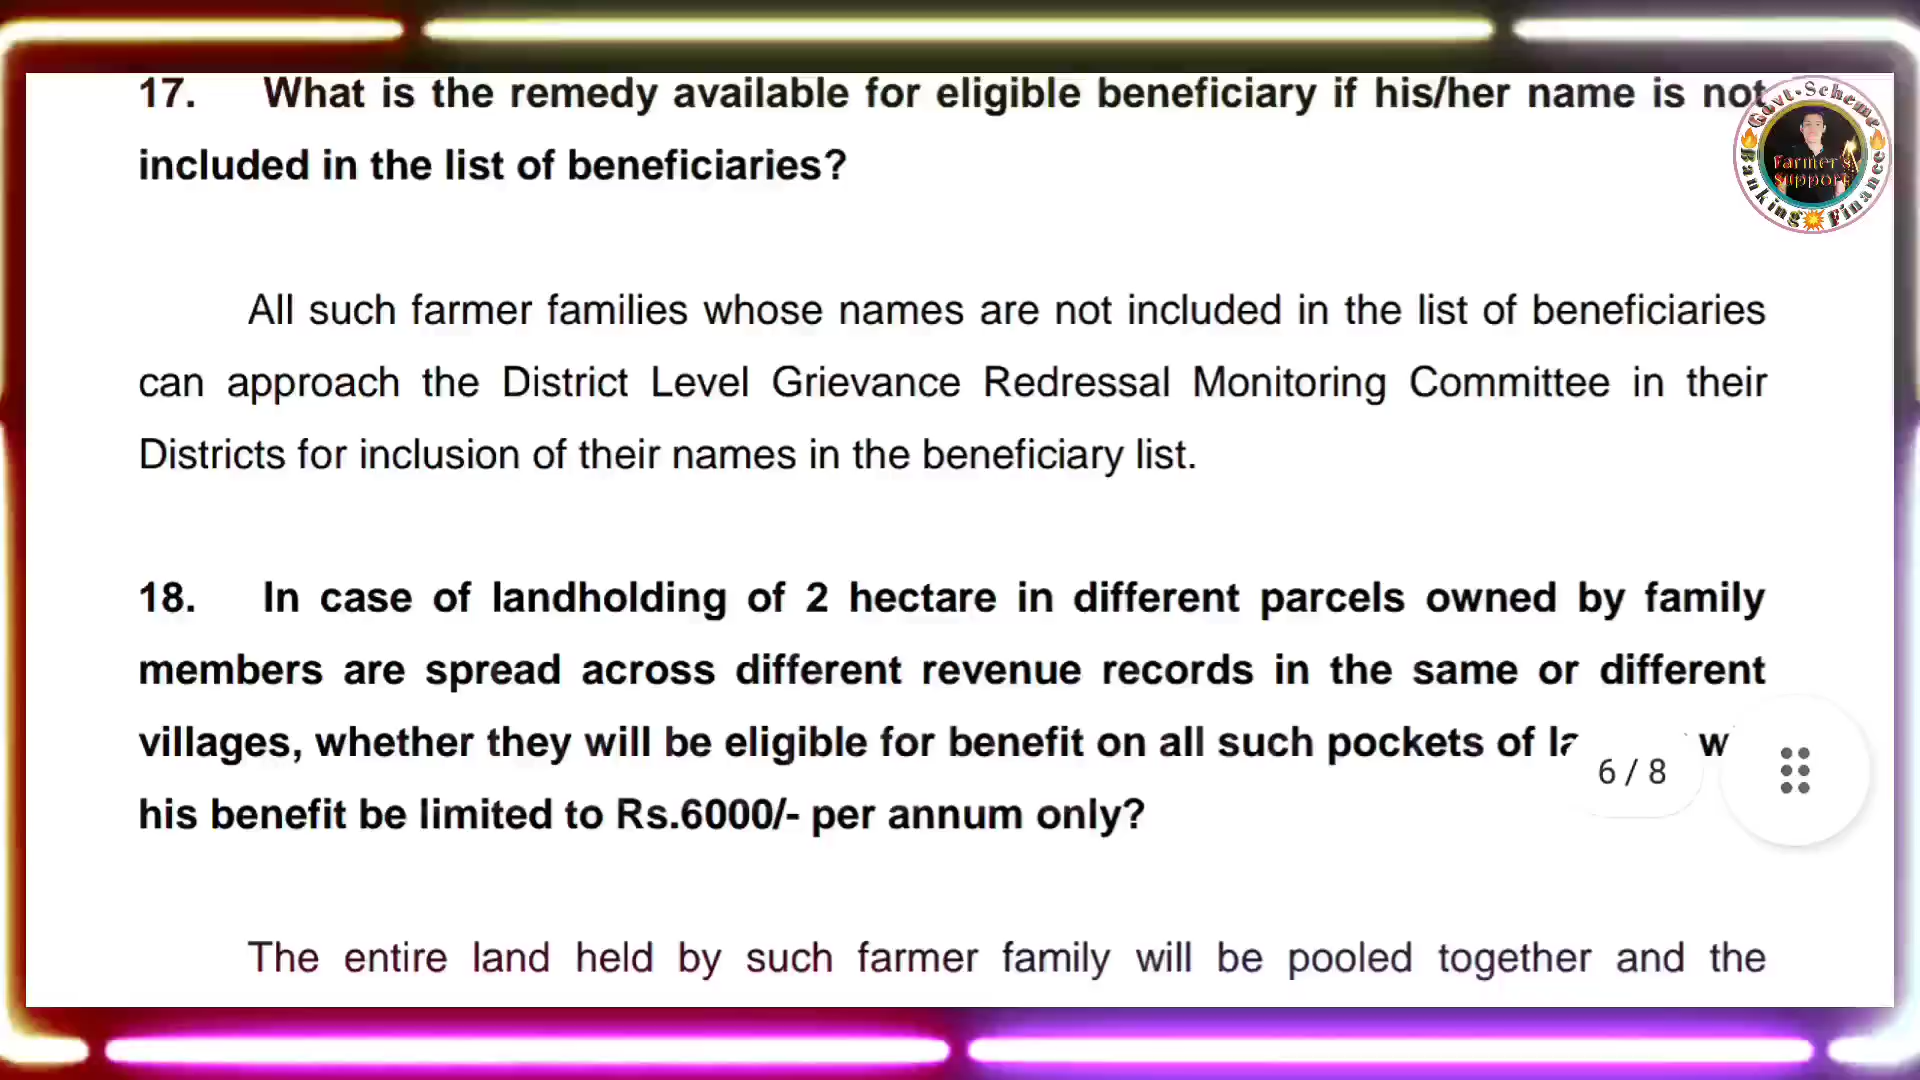 17. What is the remedy available for eligible beneficiary if his/her name is not
included in the list of beneficiaries?
All such farmer families whose names are not included in the list of beneficiaries
can approach the District Level Grievance Redressal Monitoring Committee in their
Districts for inclusion of their names in the beneficiary list.
18. In case of landholding of 2 hectare in different parcels owned by family
members are spread across different revenue records in the same or different
villages, whether they will be eligible for benefit on all such pockets of
his benefit be limited to Rs.6000/- per annum only?
The entire land held by such farmer family will be pooled together and the
6 / 8
Govt.Scheme
Farmer's
Support
Banking Finance